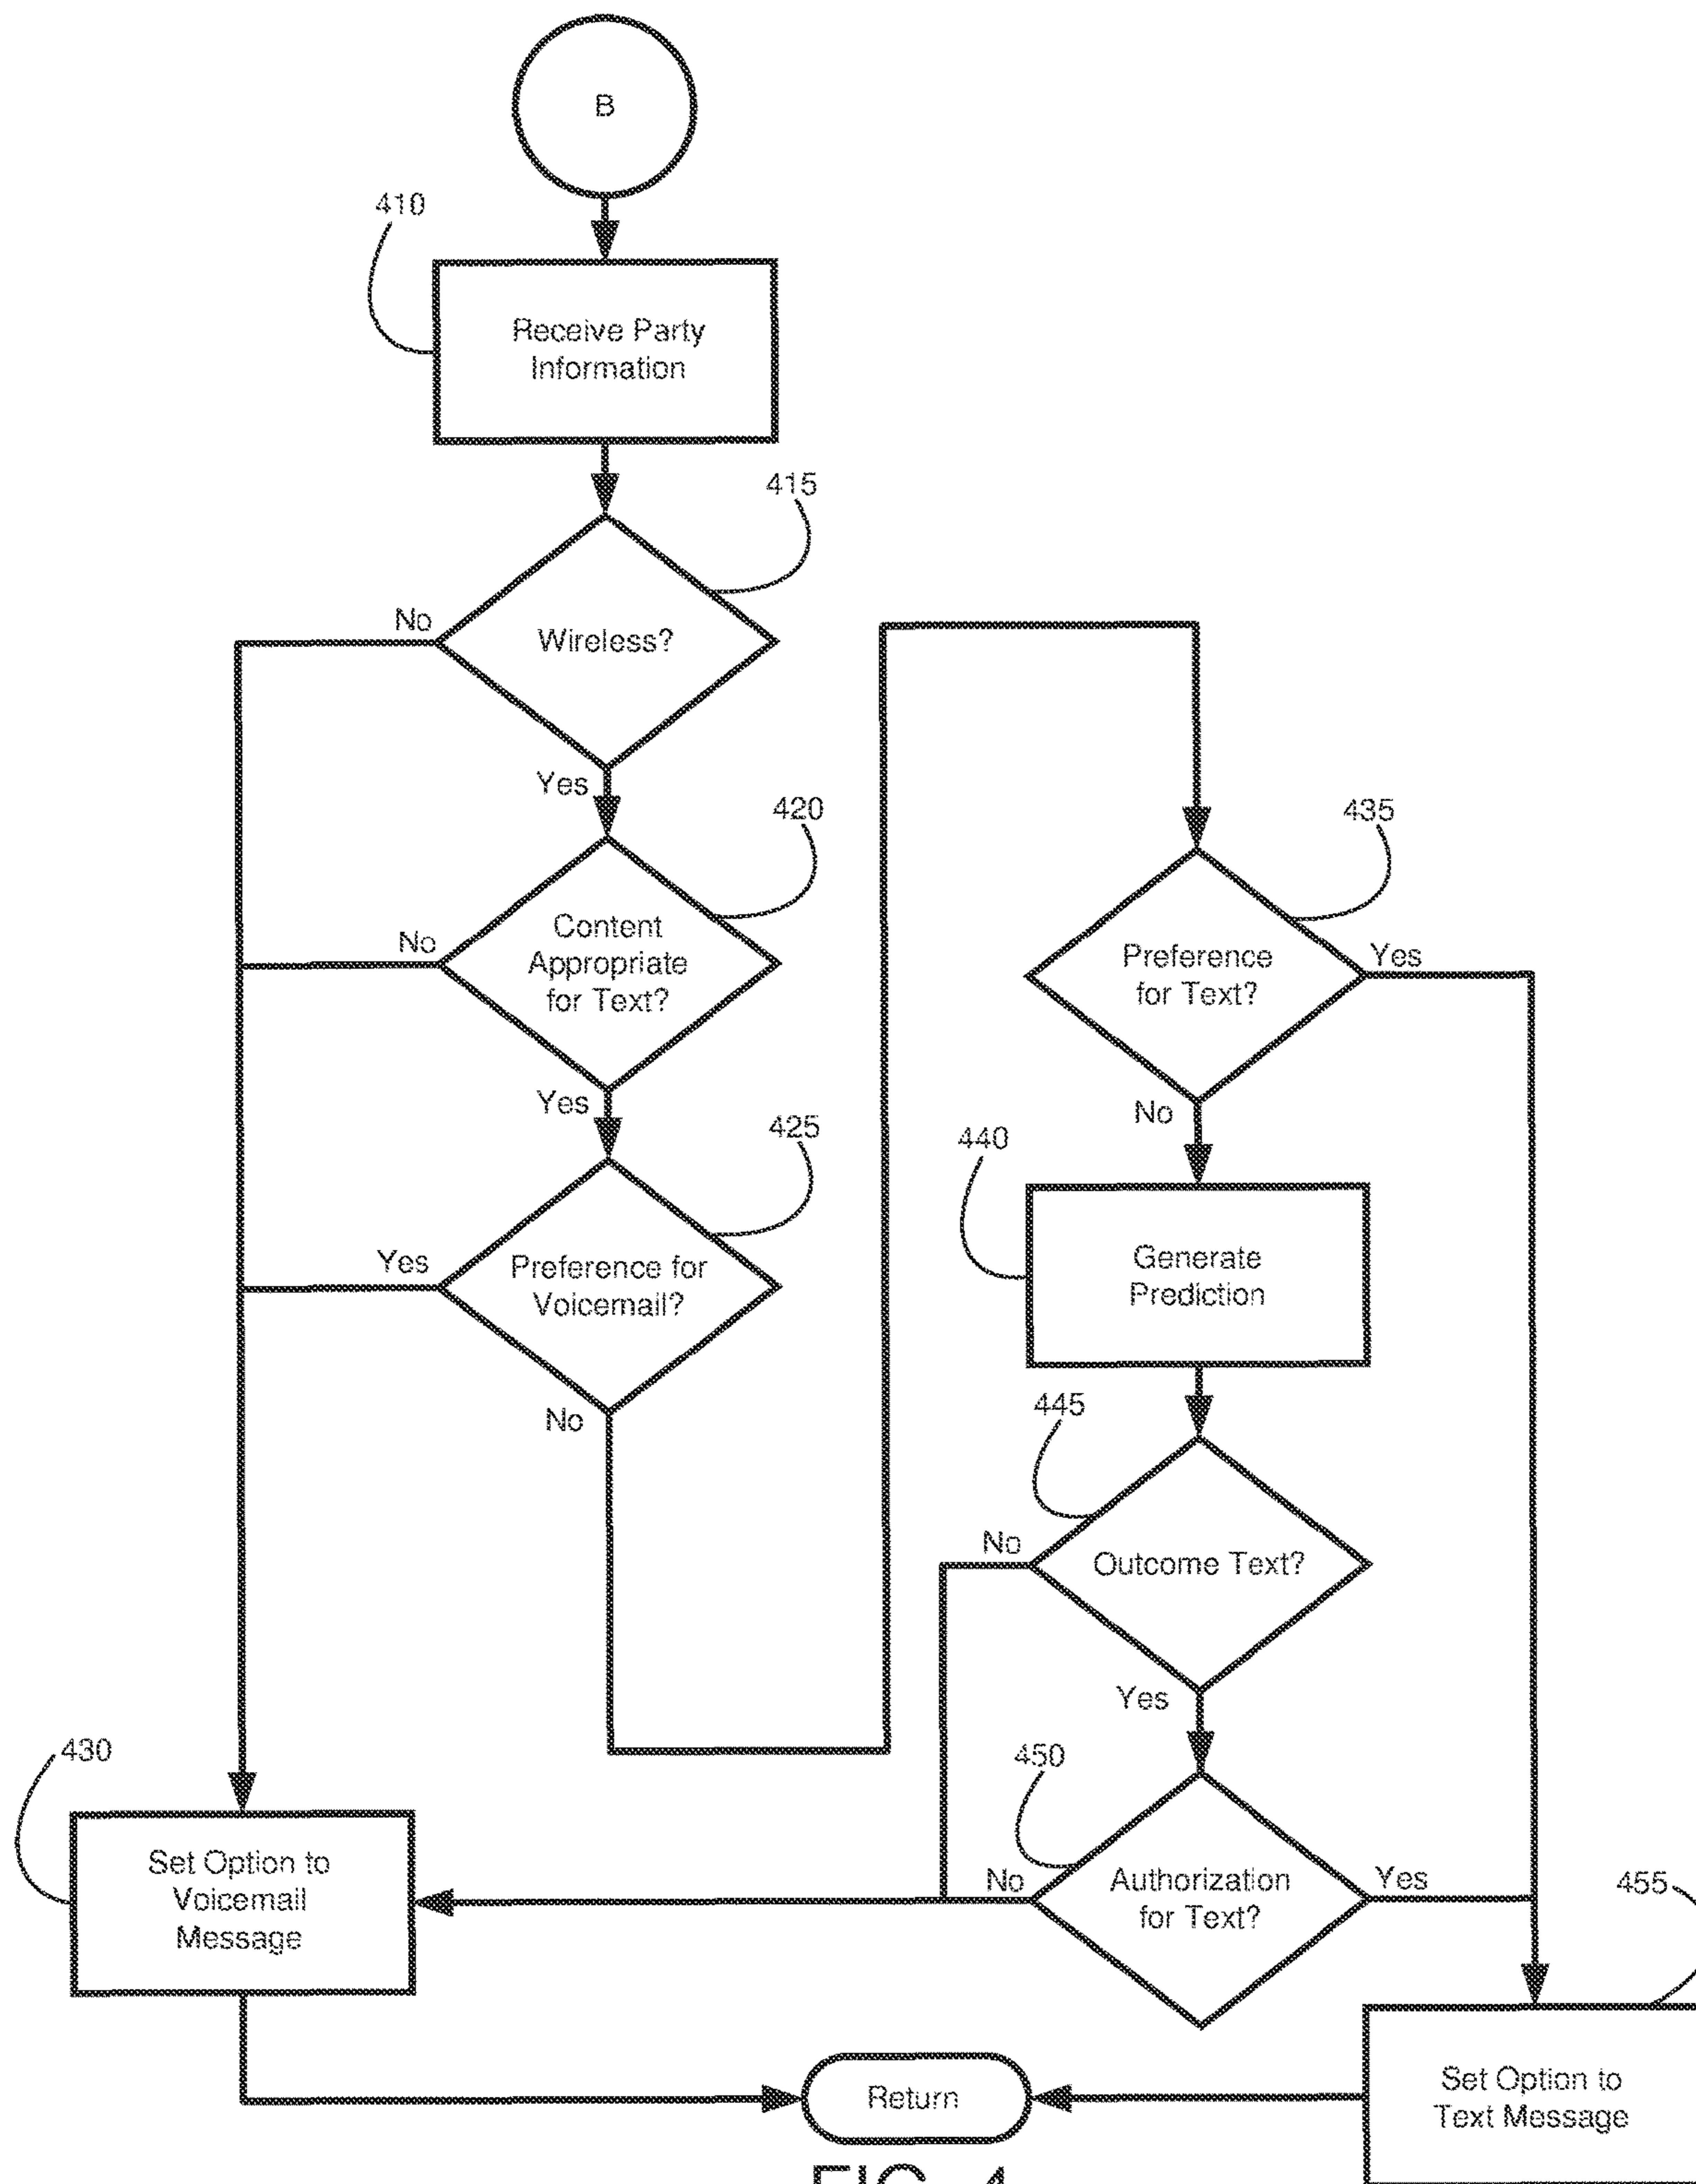 B
410
Receive Party
Information
415
No
Wireless?
Yes
420
No
Content
Appropriate
for Text?
Yes
425
Yes
Preference for
Voicemail?
No
435
Preference
for Text?
Yes
No
440
Generate
Prediction
445
No
Outcome Text?
Yes
430
Set Option to
Voicemail
Message
450
No
Authorization
for Text?
Yes
455
Set Option to
Text Message
Return
FIG. 4